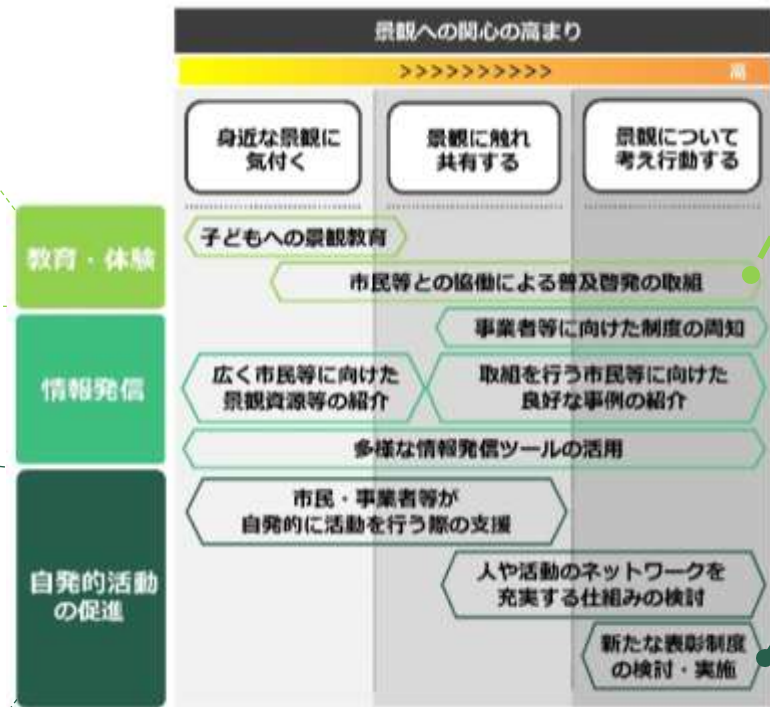 景観への関心の高まり
>>>>>>>>>>
高
身近な景観に
気付く
景観に触れ
共有する
景観について
考え行動する
教育・体験
子どもへの景観教育
市民等との協働による普及啓発の取組
情報発信
事業者等に向けた制度の周知
広く市民等に向けた
景観資源等の紹介
取組を行う市民等に向けた
良好な事例の紹介
多様な情報発信ツールの活用
自発的活動
の促進
市民・事業者等が
自発的に活動を行う際の支援
人や活動のネットワークを
充実する仕組みの検討
新たな表彰制度
の検討・実施